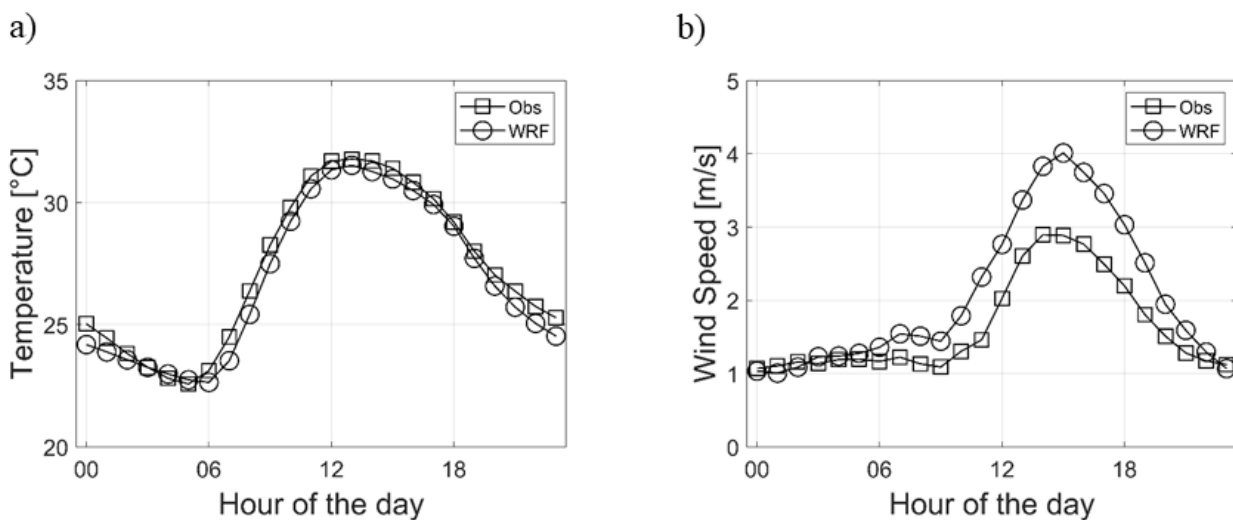 a)
35
30
25
20
Temperature [°C]
00 06 12 18
Hour of the day
Obs
WRF
b)
5
4
3
2
1
0
Wind Speed [m/s]
00 06 12 18
Hour of the day
Obs
WRF